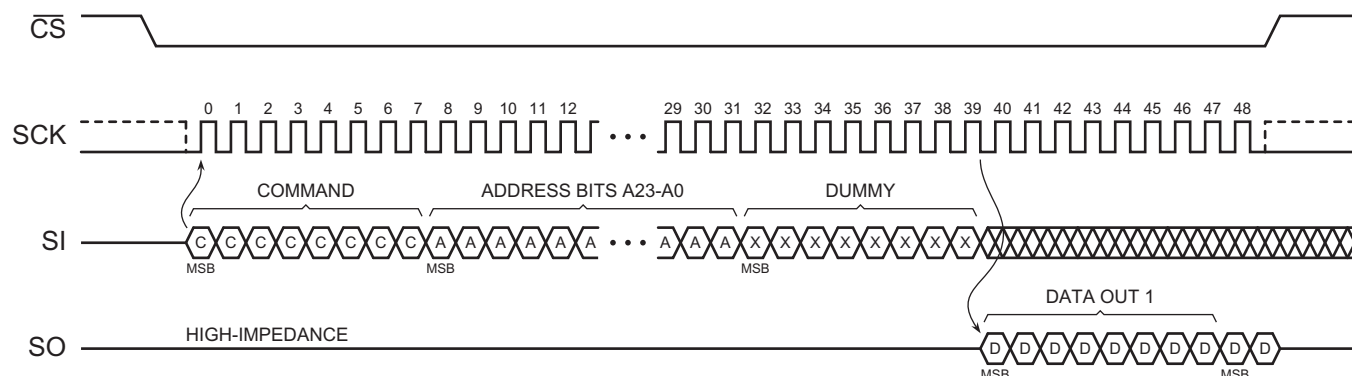 CS
0 1 2 3 4 5 6 7 8 9 10 11 12 29 30 31 32 33 34 35 36 37 38 39 40 41 42 43 44 45 46 47 48
SCK
COMMAND ADDRESS BITS A23-A0 DUMMY
SI C C C C C C C C A A A A A A A A A X X X X X X X X
MSB MSB MSB
DATA OUT 1
HIGH-IMPEDANCE
SO D D D D D D D D D D
MSB MSB